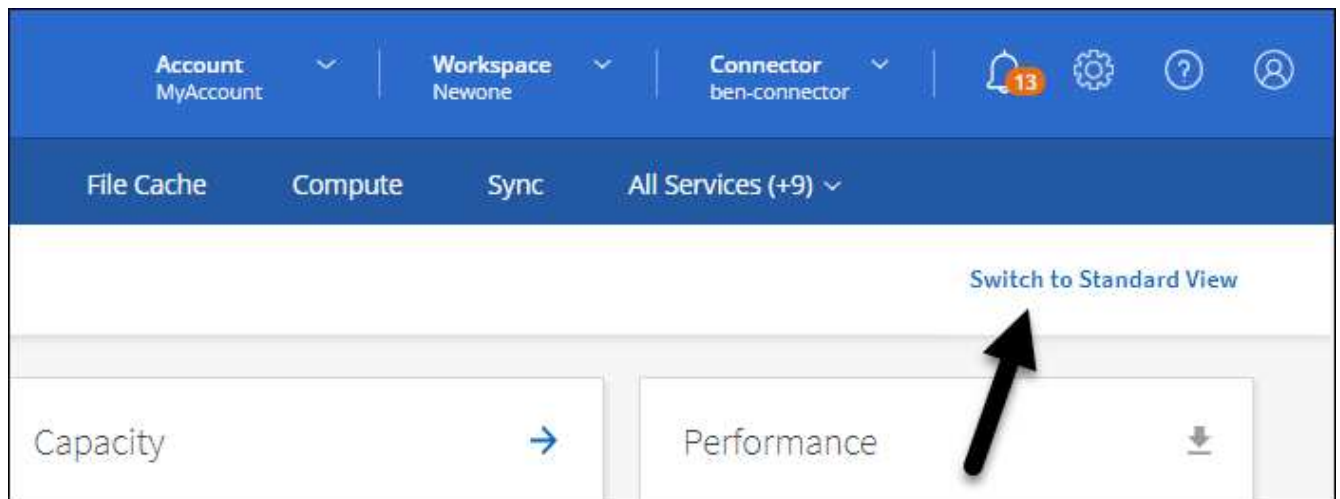 Account
MyAccount
Workspace
Newone
Connector
ben-connector
13
?
File Cache
Compute
Sync
All Services (+9)
Switch to Standard View
Capacity
Performance